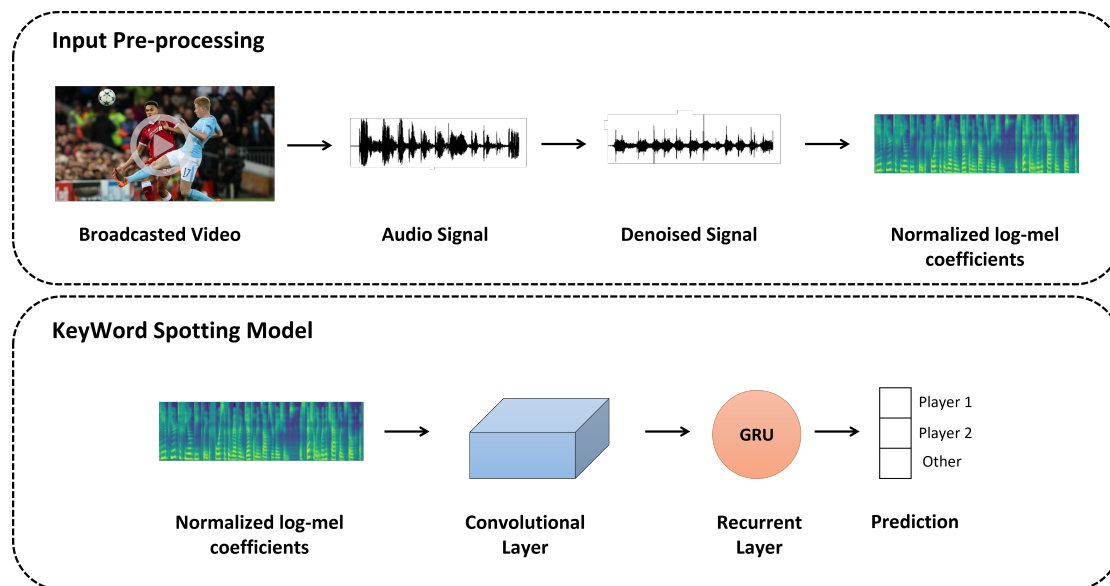 Input Pre-processing
17
Broadcasted Video
Audio Signal
Denoised Signal
Normalized log-mel
coefficients
KeyWord Spotting Model
GRU
Player 1
Player 2
Other
Normalized log-mel
coefficients
Convolutional
Layer
Recurrent
Layer
Prediction